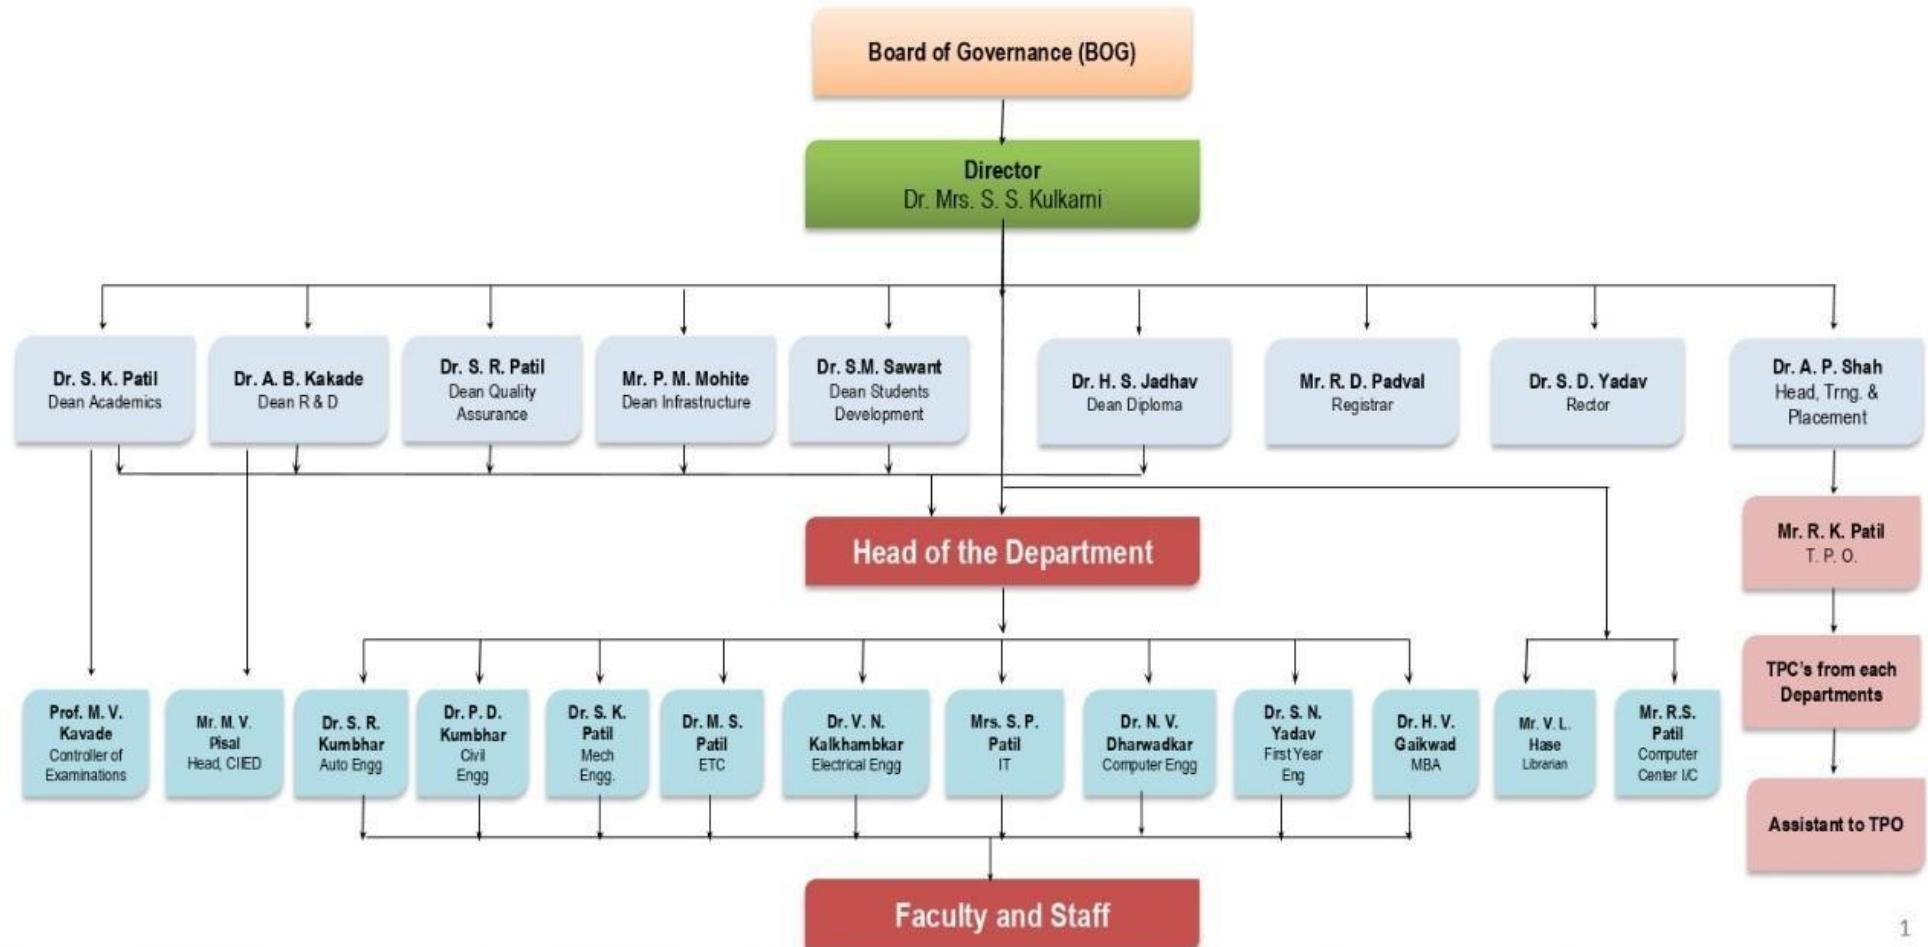 Board of Governance (BOG)
Director
Dr. Mrs. S. S. Kulkarni
Dr. S. K. Patil
Dean Academics
Dr. A. B. Kakade
Dean R & D
Dr. S. R. Patil
Dean Quality
Assurance
Mr. P. M. Mohite
Dean Infrastructure
Dr. S.M. Sawant
Dean Students
Development
Dr. H. S. Jadhav
Dean Diploma
Mr. R. D. Padval
Registrar
Dr. S. D. Yadav
Rector
Dr. A. P. Shah
Head, Trng. &
Placement
Head of the Department
Mr. R. K. Patil
T. P. O.
TPC's from each
Departments
Prof. M. V.
Kavade
Controller of
Examinations
Mr. M. V.
Pisal
Head, CIIED
Dr. S. R.
Kumbhar
Auto Engg
Dr. P. D.
Kumbhar
Civil
Engg
Dr. S. K.
Patil
Mech
Engg.
Dr. M. S.
Patil
ETC
Dr. V. N.
Kalkhambkar
Electrical Engg
Mrs. S. P.
Patil
IT
Dr. N. V.
Dharwadkar
Computer Engg
Dr. S. N.
Yadav
First Year
Eng
Dr. H. V.
Gaikwad
MBA
Mr. V. L.
Hase
Librarian
Mr. R.S.
Patil
Computer
Center I/C
Assistant to TPO
Faculty and Staff
1